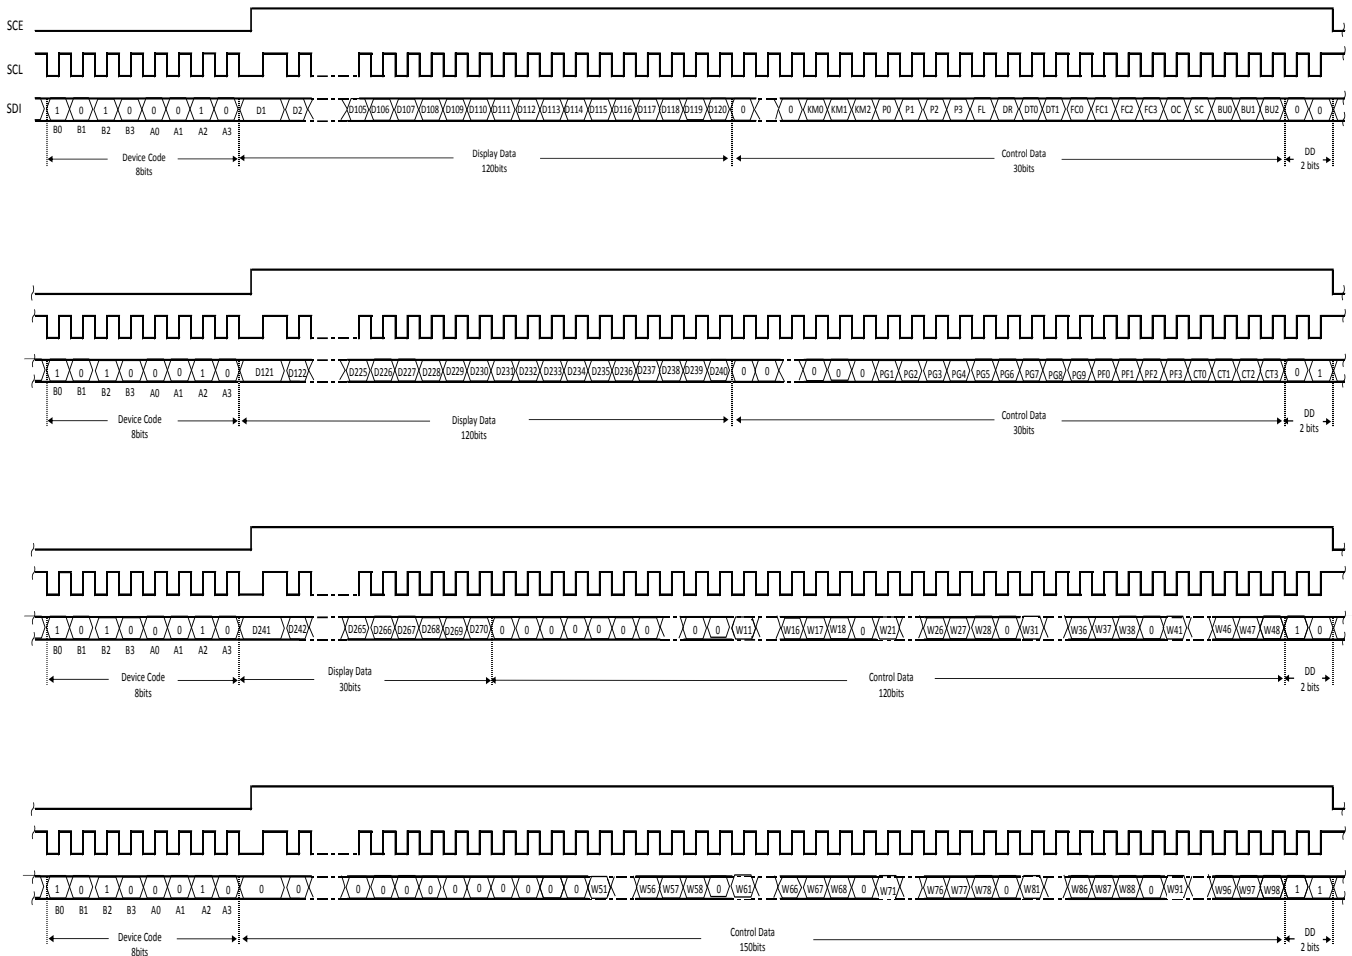 SCE
SCL
SDI 1 0 1 0 0 0 1 0 D1 D2 D105 D106 D107 D108 D109 D110 D111 D112 D113 D114 D115 D116 D117 D118 D119 D120 0 0 KM0 KM1 KM2 P0 P1 P2 P3 FL DR DT0 DT1 FC0 FC1 FC2 FC3 OC SC BU0 BU1 BU2 0 0
B0 B1 B2 B3 A0 A1 A2 A3
Device Code Display Data Control Data DD
8bits 120bits 30bits 2 bits
1 0 1 0 0 0 1 0 D121 D122 D225 D226 D227 D228 D229 D230 D231 D232 D233 D234 D235 D236 D237 D238 D239 D240 0 0 0 0 0 PG1 PG2 PG3 PG4 PG5 PG6 PG7 PG8 PG9 PF0 PF1 PF2 PF3 CT0 CT1 CT2 CT3 0 1
B0 B1 B2 B3 A0 A1 A2 A3
Device Code Display Data Control Data DD
8bits 120bits 30bits 2 bits
1 0 1 0 0 0 1 0 D241 D242 D265 D266 D267 D268 D269 D270 0 0 0 0 0 0 0 0 0 W11 W16 W17 W18 0 W21 W26 W27 W28 0 W31 W36 W37 W38 0 W41 W46 W47 W48 1 0
B0 B1 B2 B3 A0 A1 A2 A3
Device Code Display Data Control Data DD
8bits 30bits 120bits 2 bits
1 0 1 0 0 0 1 0 0 0 0 0 0 0 0 0 0 0 0 0 W51 W56 W57 W58 0 W61 W66 W67 W68 0 W71 W76 W77 W78 0 W81 W86 W87 W88 0 W91 W96 W97 W98 1 1
B0 B1 B2 B3 A0 A1 A2 A3
Device Code Control Data DD
8bits 150bits 2 bits